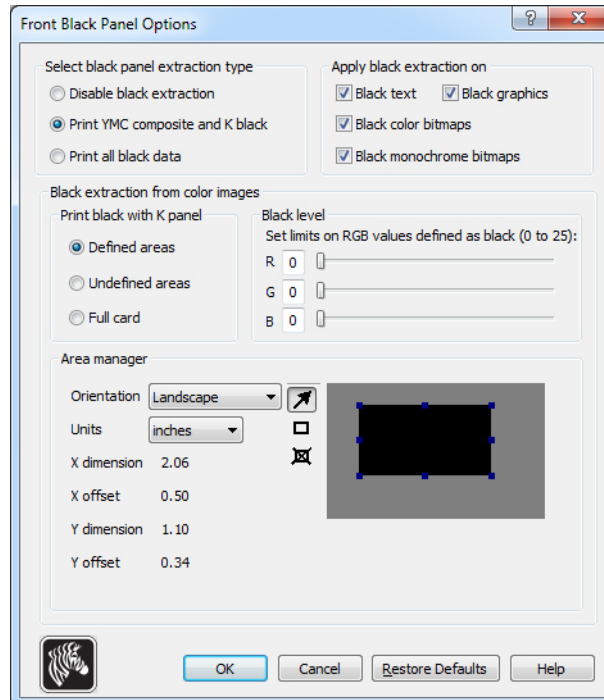 Front Black Panel Options
Select black panel extraction type
Disable black extraction
Print YMC composite and K black
Print all black data
Apply black extraction on
Black text
Black graphics
Black color bitmaps
Black monochrome bitmaps
Black extraction from color images
Print black with K panel
Defined areas
Undefined areas
Full card
Black level
Set limits on RGB values defined as black (0 to 25):
R 0
G 0
B 0
Area manager
Orientation Landscape
Units inches
X dimension 2.06
X offset 0.50
Y dimension 1.10
Y offset 0.34
OK
Cancel
Restore Defaults
Help